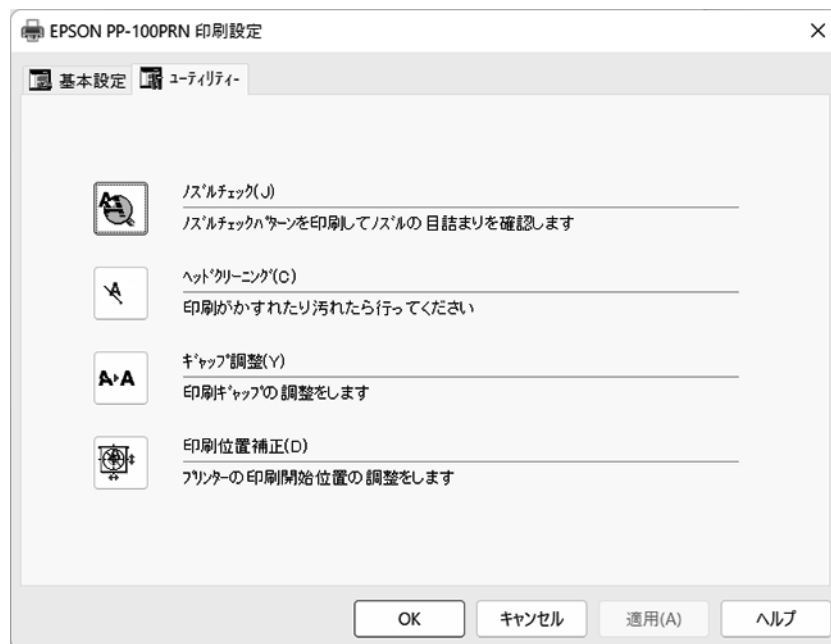 EPSON PP-100PRN 印刷設定
基本設定 ﾕｰﾃｨﾘﾃｨｰ
ﾉｽﾞﾙﾁｪｯｸ(J)
ﾉｽﾞﾙﾁｪｯｸﾊﾟﾀｰﾝを印刷してﾉｽﾞﾙの目詰まりを確認します
ﾍｯﾄﾞｸﾘｰﾆﾝｸﾞ(C)
印刷がかすれたり汚れたら行ってください
ｷﾞｬｯﾌﾟ調整(Y)
印刷ｷﾞｬｯﾌﾟの調整をします
印刷位置補正(D)
ﾌﾟﾘﾝﾀｰの印刷開始位置の調整をします
OK キャンセル 適用(A) ヘルプ